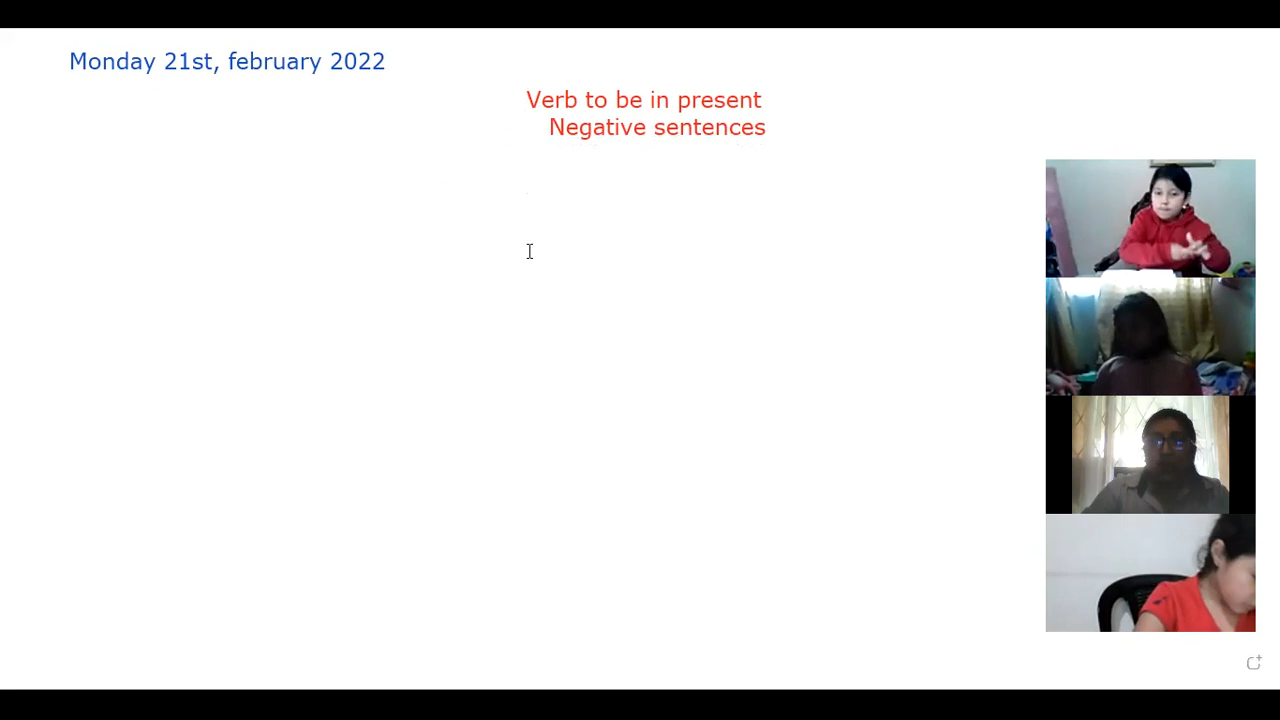 Monday 21st, february 2022
Verb to be in present
Negative sentences